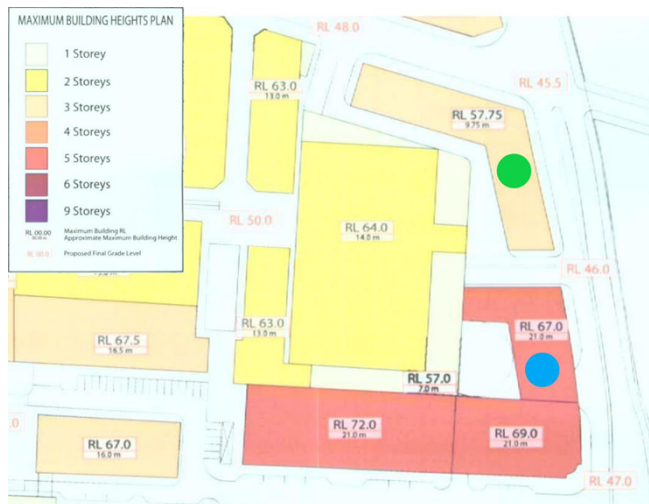 MAXIMUM BUILDING HEIGHTS PLAN
1 Storey
2 Storeys
3 Storeys
4 Storeys
5 Storeys
6 Storeys
9 Storeys
RL 00.00
Maximum Building RL
Approximate Maximum Building Height
RL 00.0
Proposed Final Grade Level
RL 48.0
RL 63.0
13.0 m
RL 45.5
RL 57.75
9.75 m
RL 50.0
RL 64.0
14.0 m
RL 46.0
RL 63.0
13.0 m
RL 67.5
16.5 m
RL 67.0
21.0 m
RL 57.0
7.0 m
RL 67.0
16.0 m
RL 72.0
21.0 m
RL 69.0
21.0 m
RL 47.0